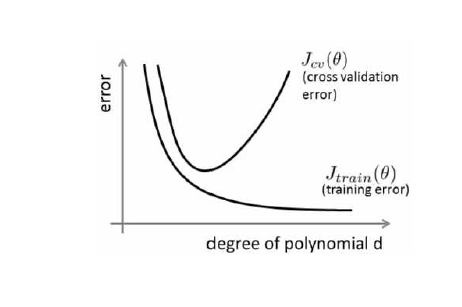 J_cv(θ)
(cross validation
error)
error
J_train(θ)
(training error)
degree of polynomial d